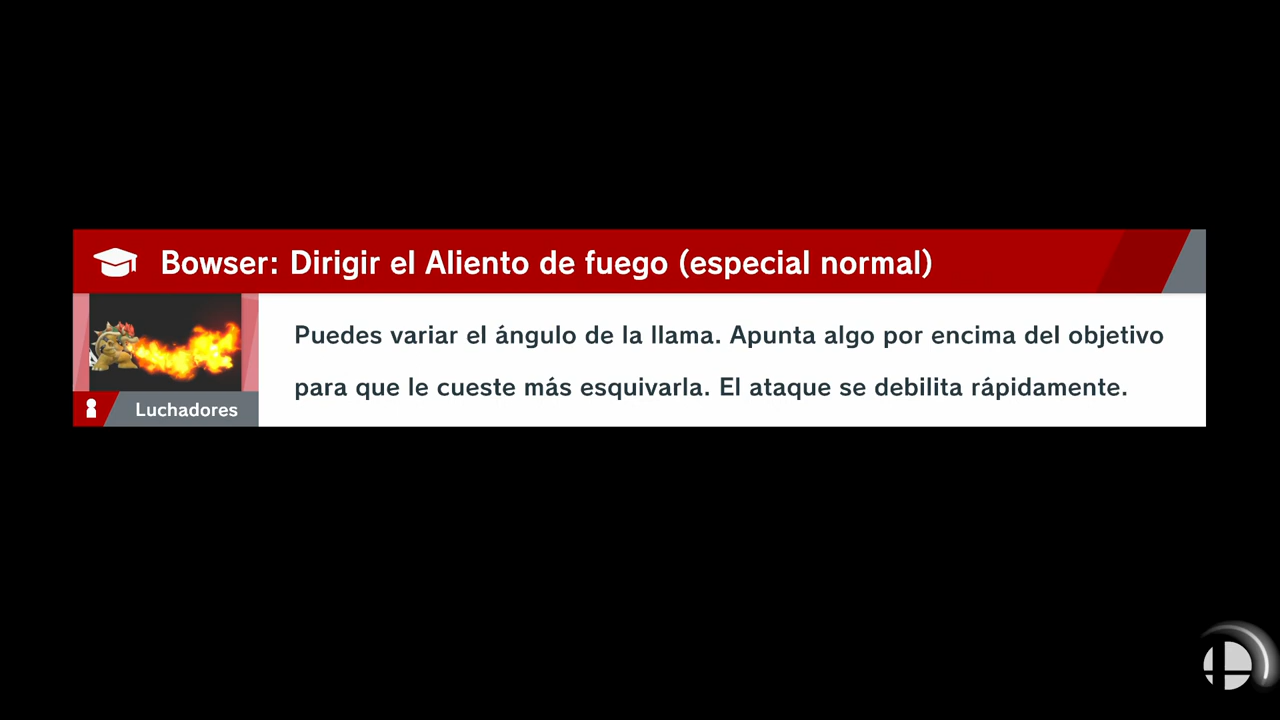 Bowser: Dirigir el Aliento de fuego (especial normal)
Puedes variar el ángulo de la llama. Apunta algo por encima del objetivo
para que le cueste más esquivarla. El ataque se debilita rápidamente.
Luchadores